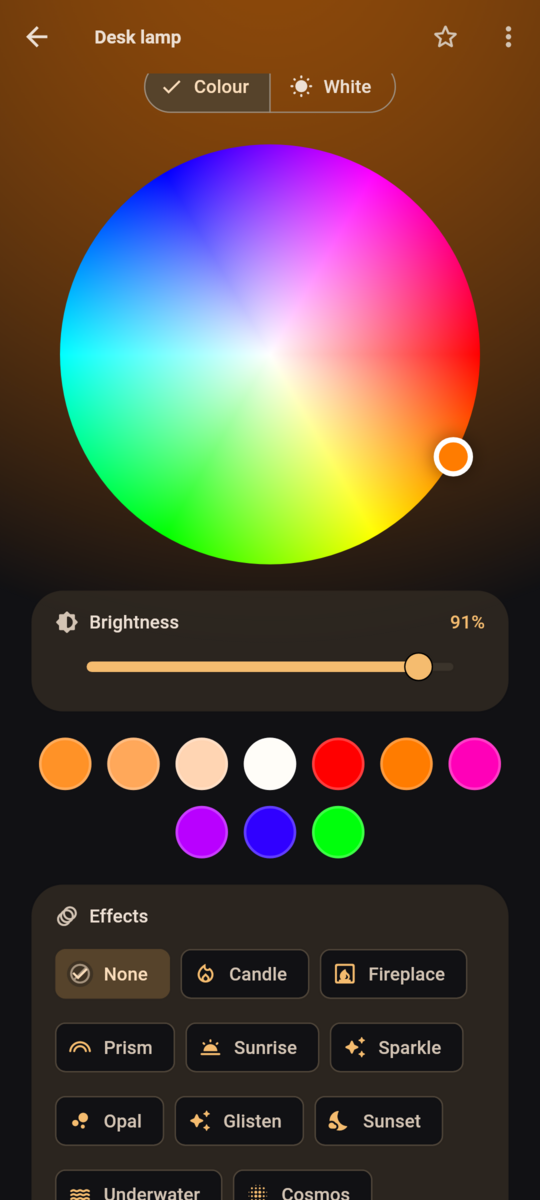 Desk lamp
Colour White
Brightness 91%
Effects
None Candle Fireplace
Prism Sunrise Sparkle
Opal Glisten Sunset
Underwater Cosmos